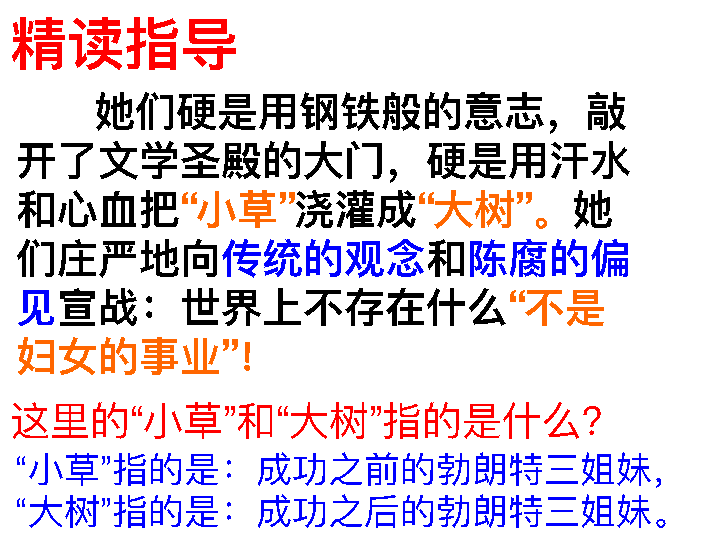 精读指导
她们硬是用钢铁般的意志，敲
开了文学圣殿的大门，硬是用汗水
和心血把“小草”浇灌成“大树”。她
们庄严地向传统的观念和陈腐的偏
见宣战：世界上不存在什么“不是
妇女的事业”!
这里的“小草”和“大树”指的是什么?
“小草”指的是：成功之前的勃朗特三姐妹，
“大树”指的是：成功之后的勃朗特三姐妹。